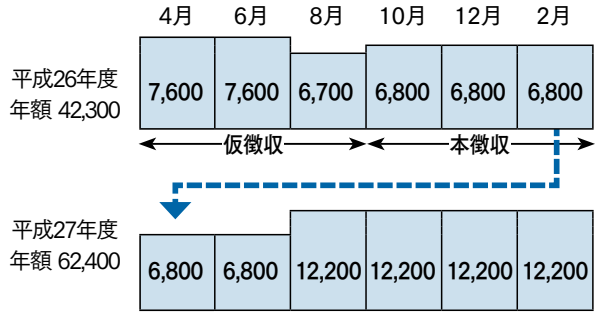 4月 6月 8月 10月 12月 2月
平成26年度
年額 42,300
7,600 7,600 6,700 6,800 6,800 6,800
仮徴収 本徴収
平成27年度
年額 62,400
6,800 6,800 12,200 12,200 12,200 12,200